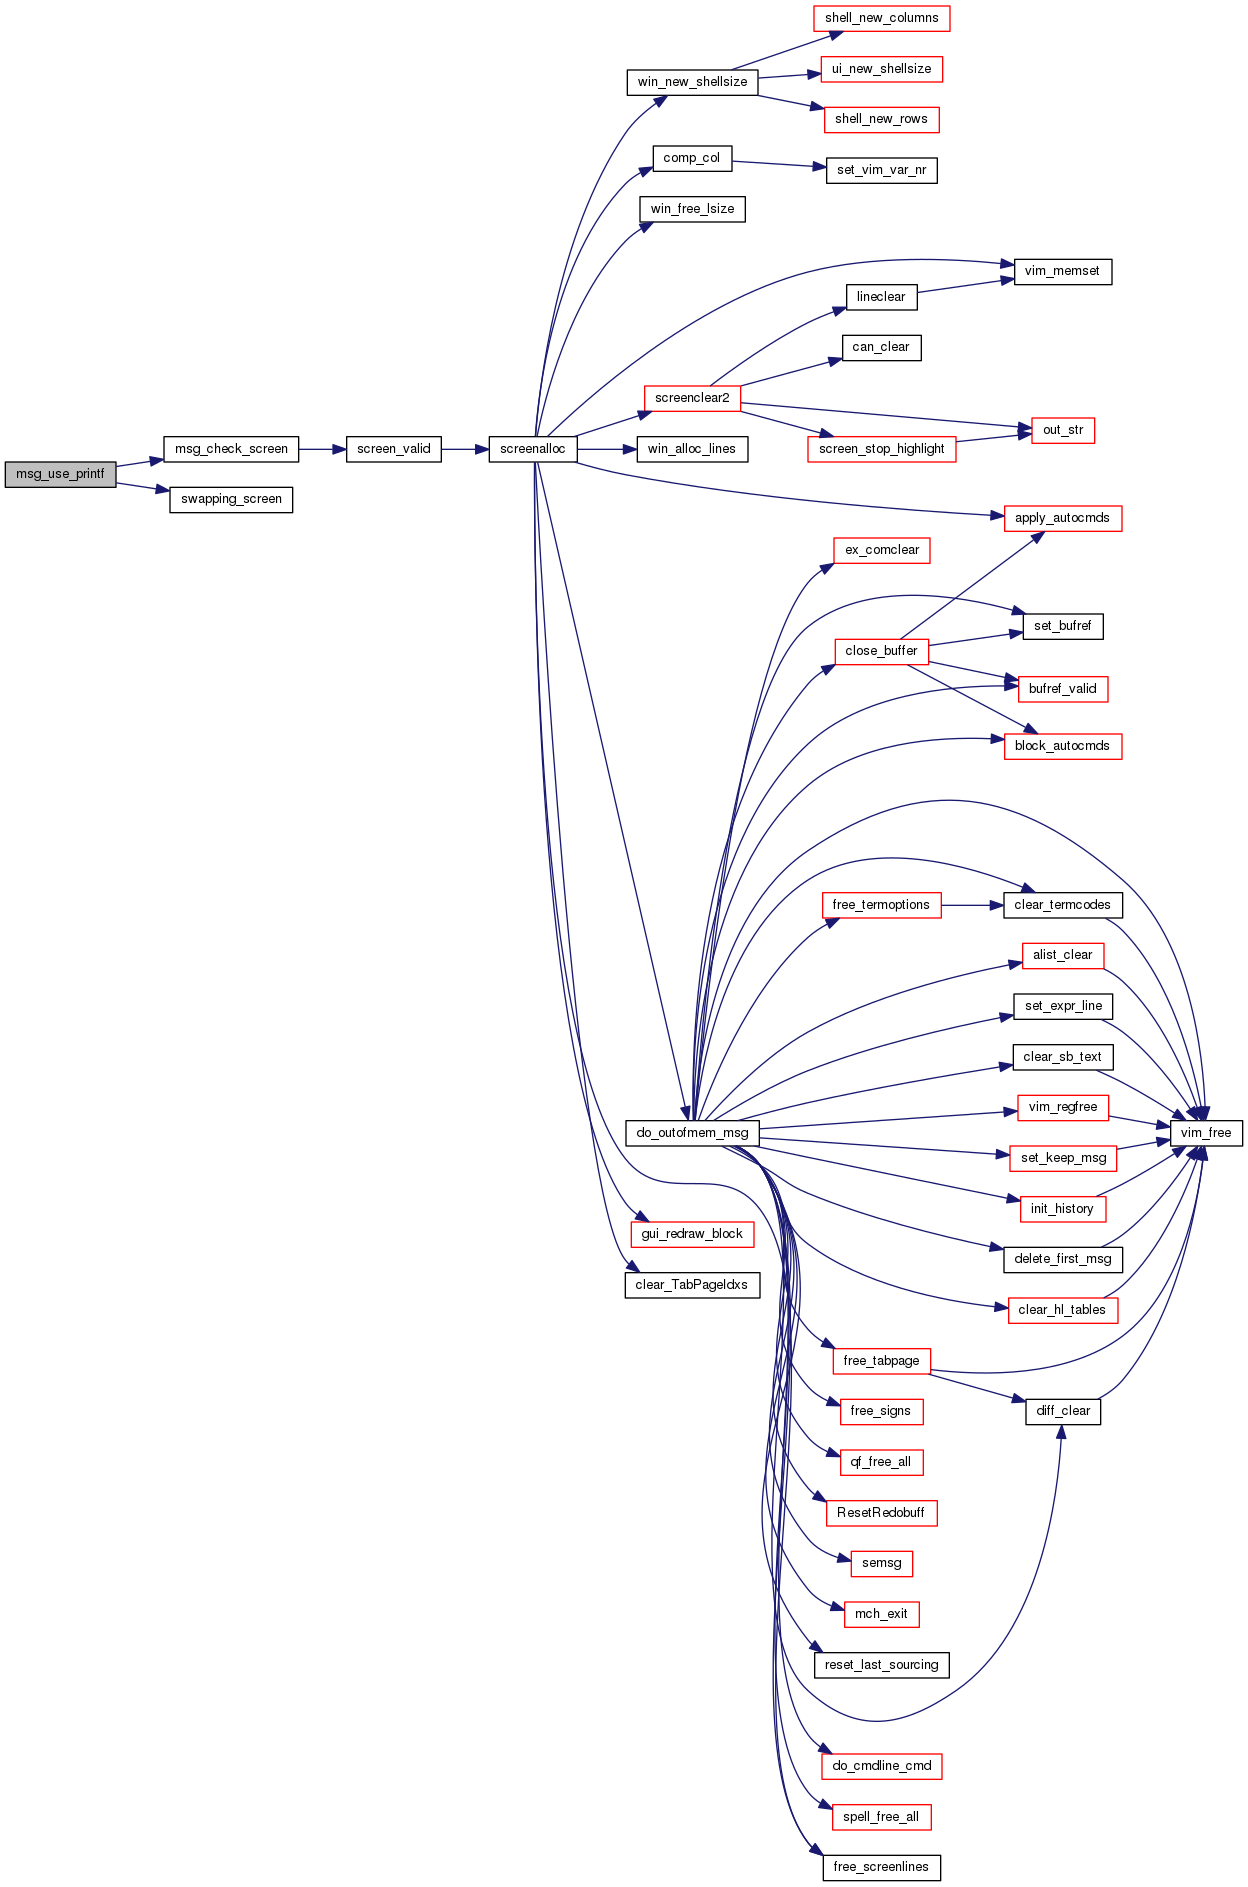 shell_new_columns
ui_new_shellsize
win_new_shellsize
shell_new_rows
comp_col
set_vim_var_nr
win_free_lsize
vim_memset
lineclear
can_clear
screenclear2
out_str
msg_check_screen
screen_valid
screenalloc
win_alloc_lines
screen_stop_highlight
msg_use_printf
swapping_screen
apply_autocmds
ex_comclear
set_bufref
close_buffer
bufref_valid
block_autocmds
free_termoptions
clear_termcodes
alist_clear
set_expr_line
clear_sb_text
vim_regfree
do_outofmem_msg
vim_free
set_keep_msg
init_history
gui_redraw_block
delete_first_msg
clear_TabPageIdxs
clear_hl_tables
free_tabpage
free_signs
diff_clear
qf_free_all
ResetRedobuff
semsg
mch_exit
reset_last_sourcing
do_cmdline_cmd
spell_free_all
free_screenlines